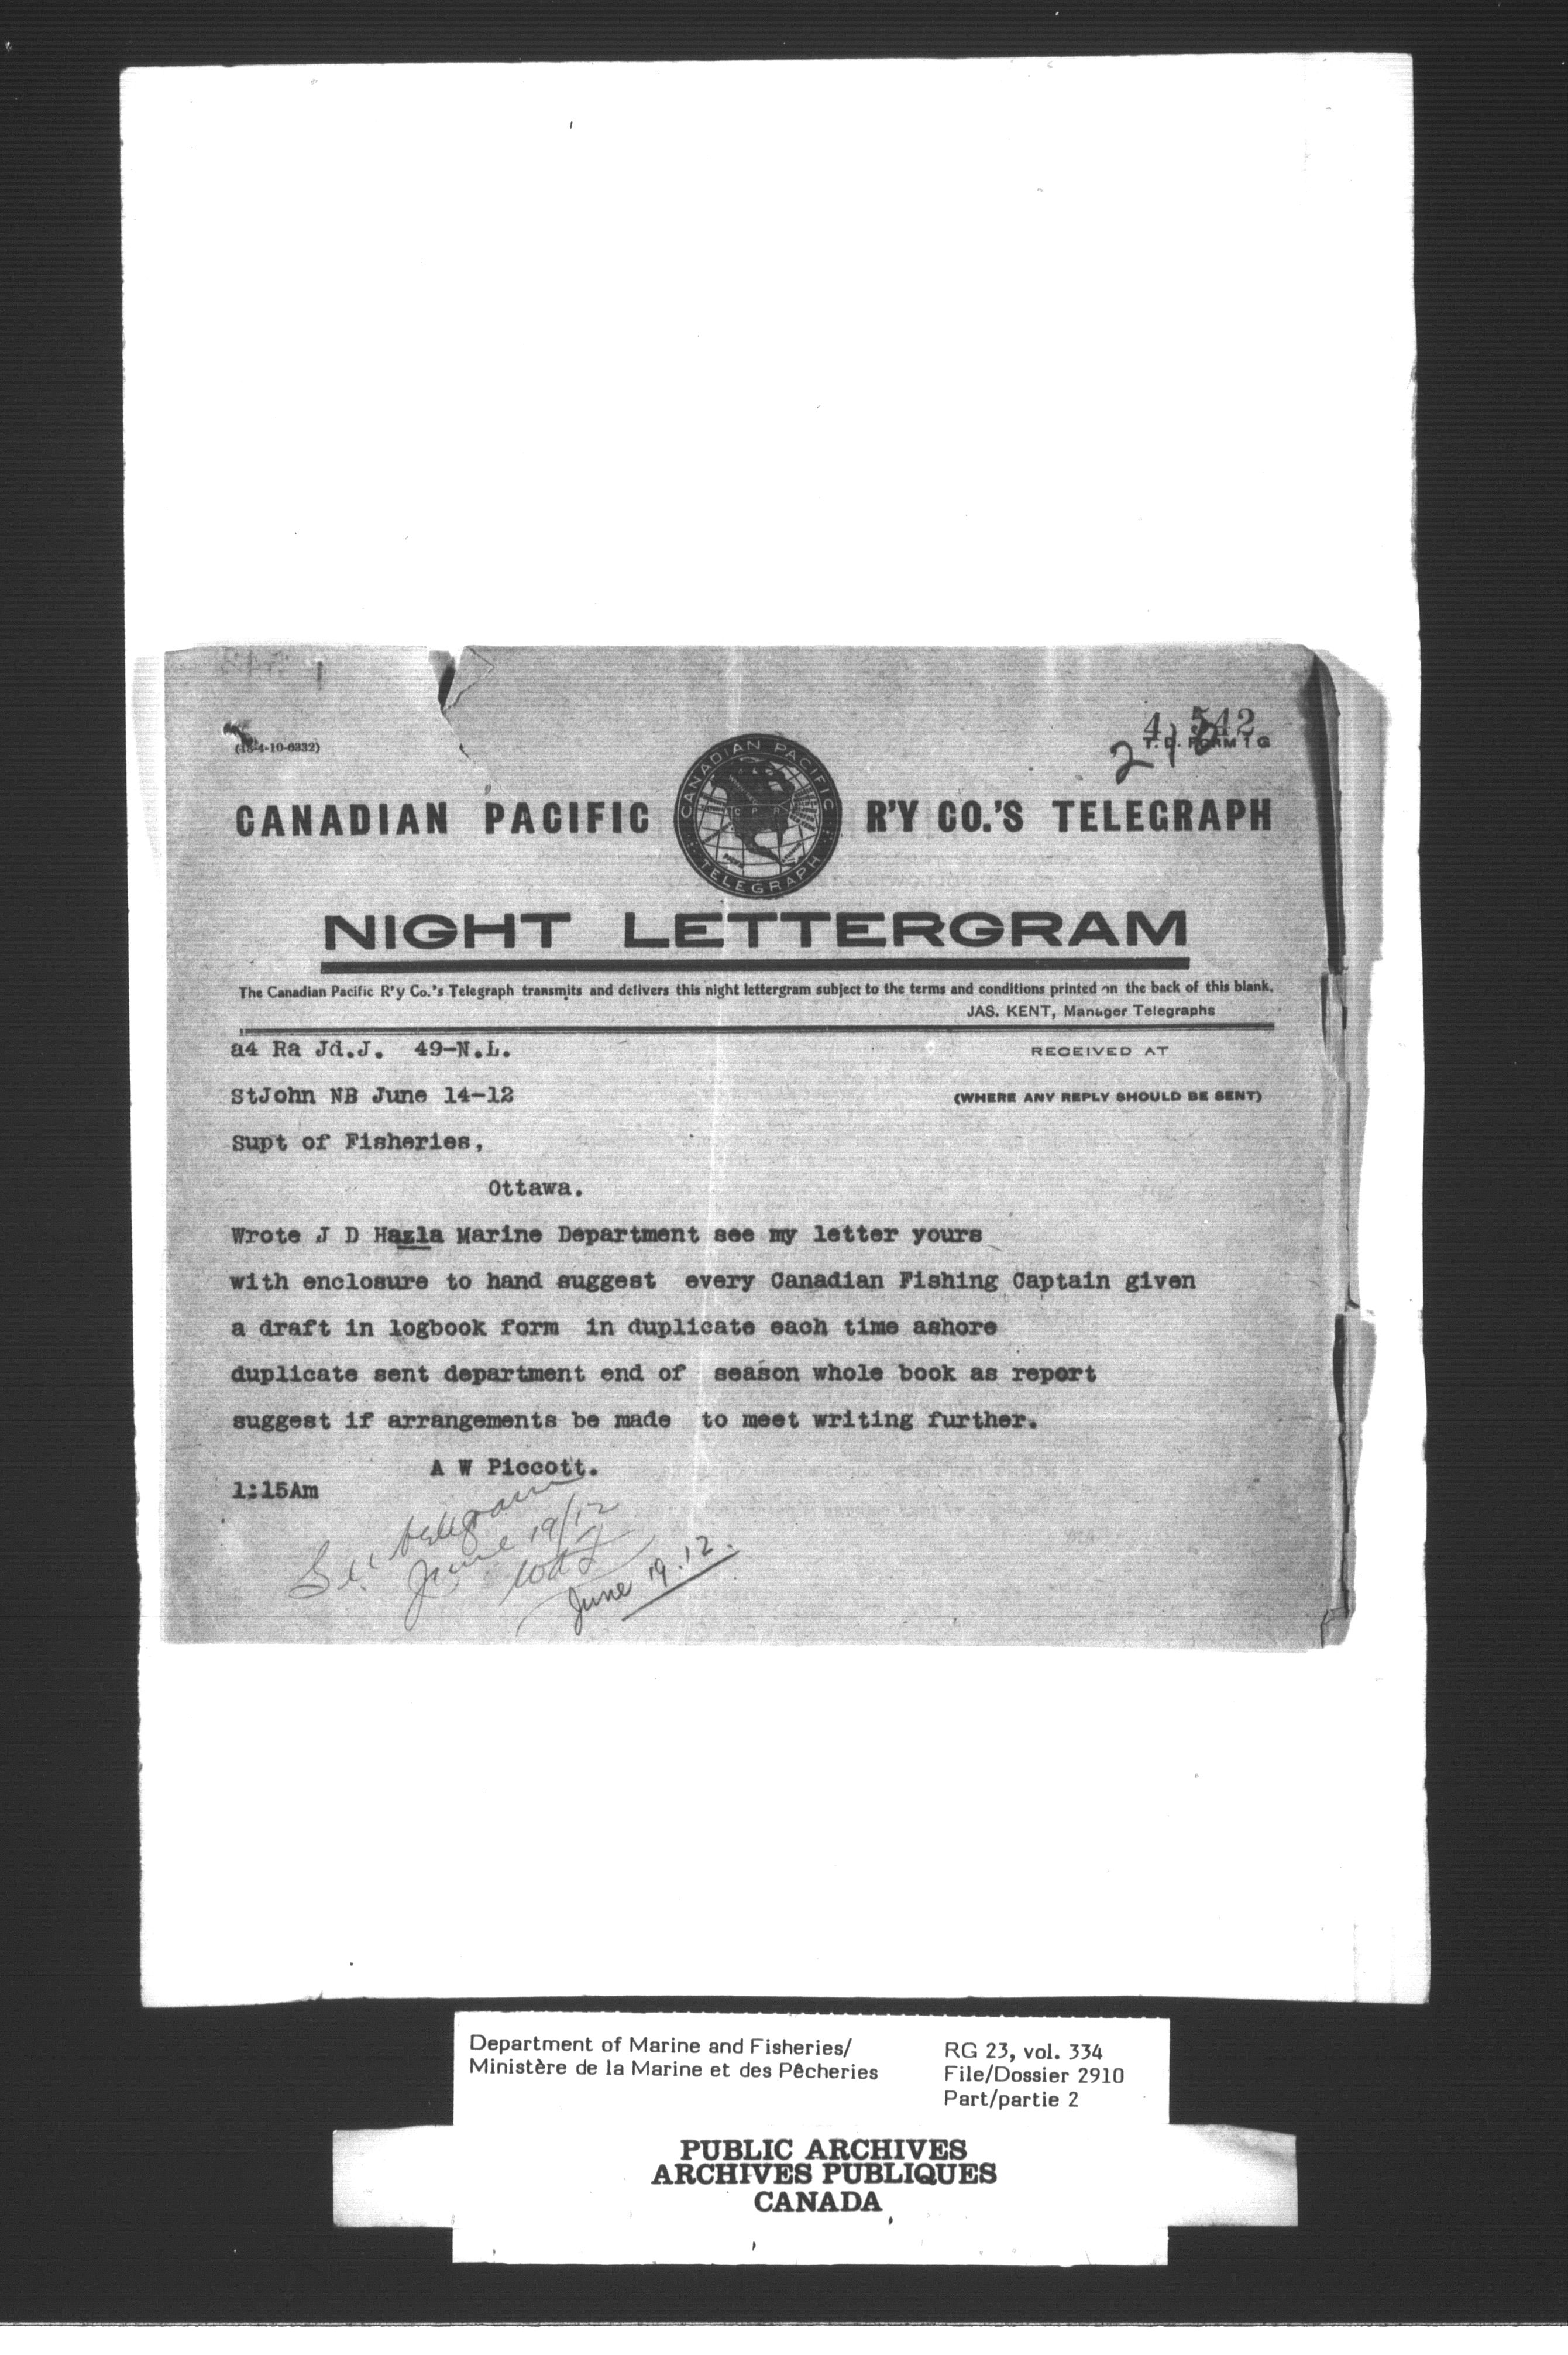 4,542
T. D. FORM 1 G
(18-4-10-6332)
CANADIAN PACIFIC R'Y CO.'S TELEGRAPH
CANADIAN PACIFIC
TELEGRAPH
NIGHT LETTERGRAM
The Canadian Pacific R'y Co.'s Telegraph transmits and delivers this night lettergram subject to the terms and conditions printed on the back of this blank.
JAS. KENT, Manager Telegraphs
a4 Ra Jd.J. 49-N.L.
RECEIVED AT
StJohn NB June 14-12
(WHERE ANY REPLY SHOULD BE SENT)
Supt of Fisheries,
Ottawa.
Wrote J D Hazla Marine Department see my letter yours
with enclosure to hand suggest every Canadian Fishing Captain given
a draft in logbook form in duplicate each time ashore
duplicate sent department end of season whole book as report
suggest if arrangements be made to meet writing further.
A W Piccott.
1:15Am
See telegram
June 19/12
June 19.12.
Department of Marine and Fisheries/
Ministère de la Marine et des Pêcheries
RG 23, vol. 334
File/Dossier 2910
Part/partie 2
PUBLIC ARCHIVES
ARCHIVES PUBLIQUES
CANADA